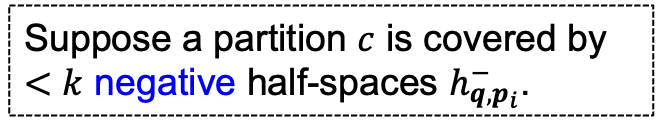 Suppose a partition c is covered by
< k negative half-spaces h⁻_{q,p_i}.